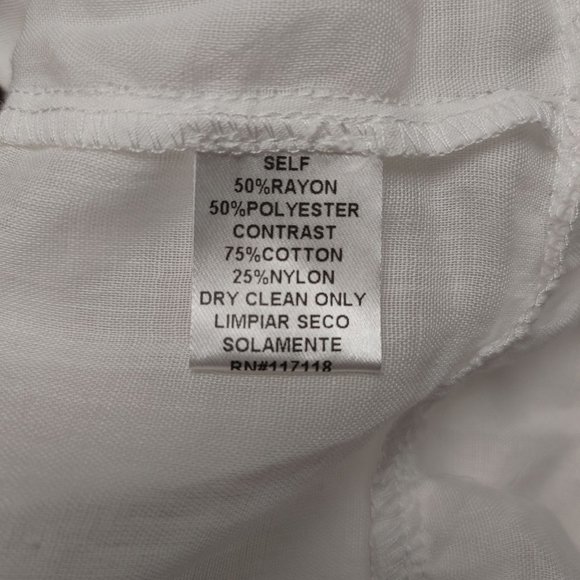 SELF
50%RAYON
50%POLYESTER
CONTRAST
75%COTTON
25%NYLON
DRY CLEAN ONLY
LIMPIAR SECO
SOLAMENTE
RN#117118